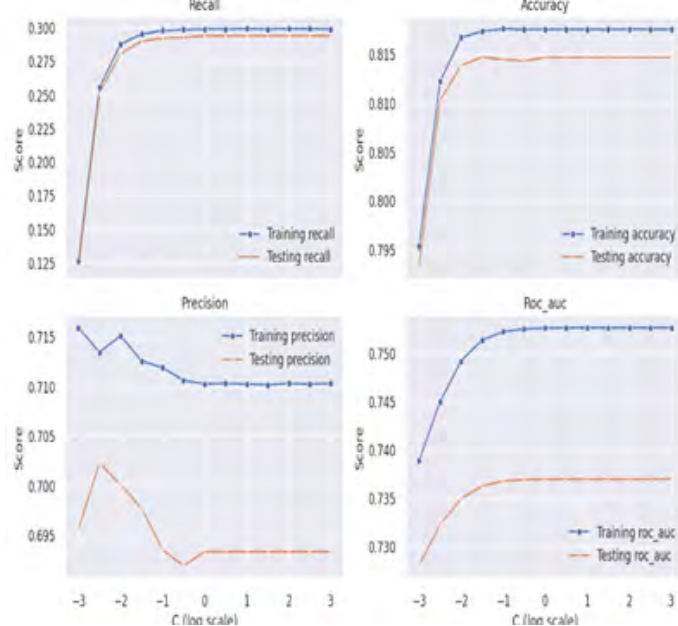 Recall
0.300
0.275
0.250
0.225
0.200
0.175
0.150
0.125
Score
Training recall
Testing recall
Accuracy
0.815
0.810
0.805
0.800
0.795
Score
Training accuracy
Testing accuracy
Precision
0.715
0.710
0.705
0.700
0.695
Score
Training precision
Testing precision
−3 −2 −1 0 1 2 3
C (log scale)
Roc_auc
0.750
0.745
0.740
0.735
0.730
Score
Training roc_auc
Testing roc_auc
−3 −2 −1 0 1 2 3
C (log scale)